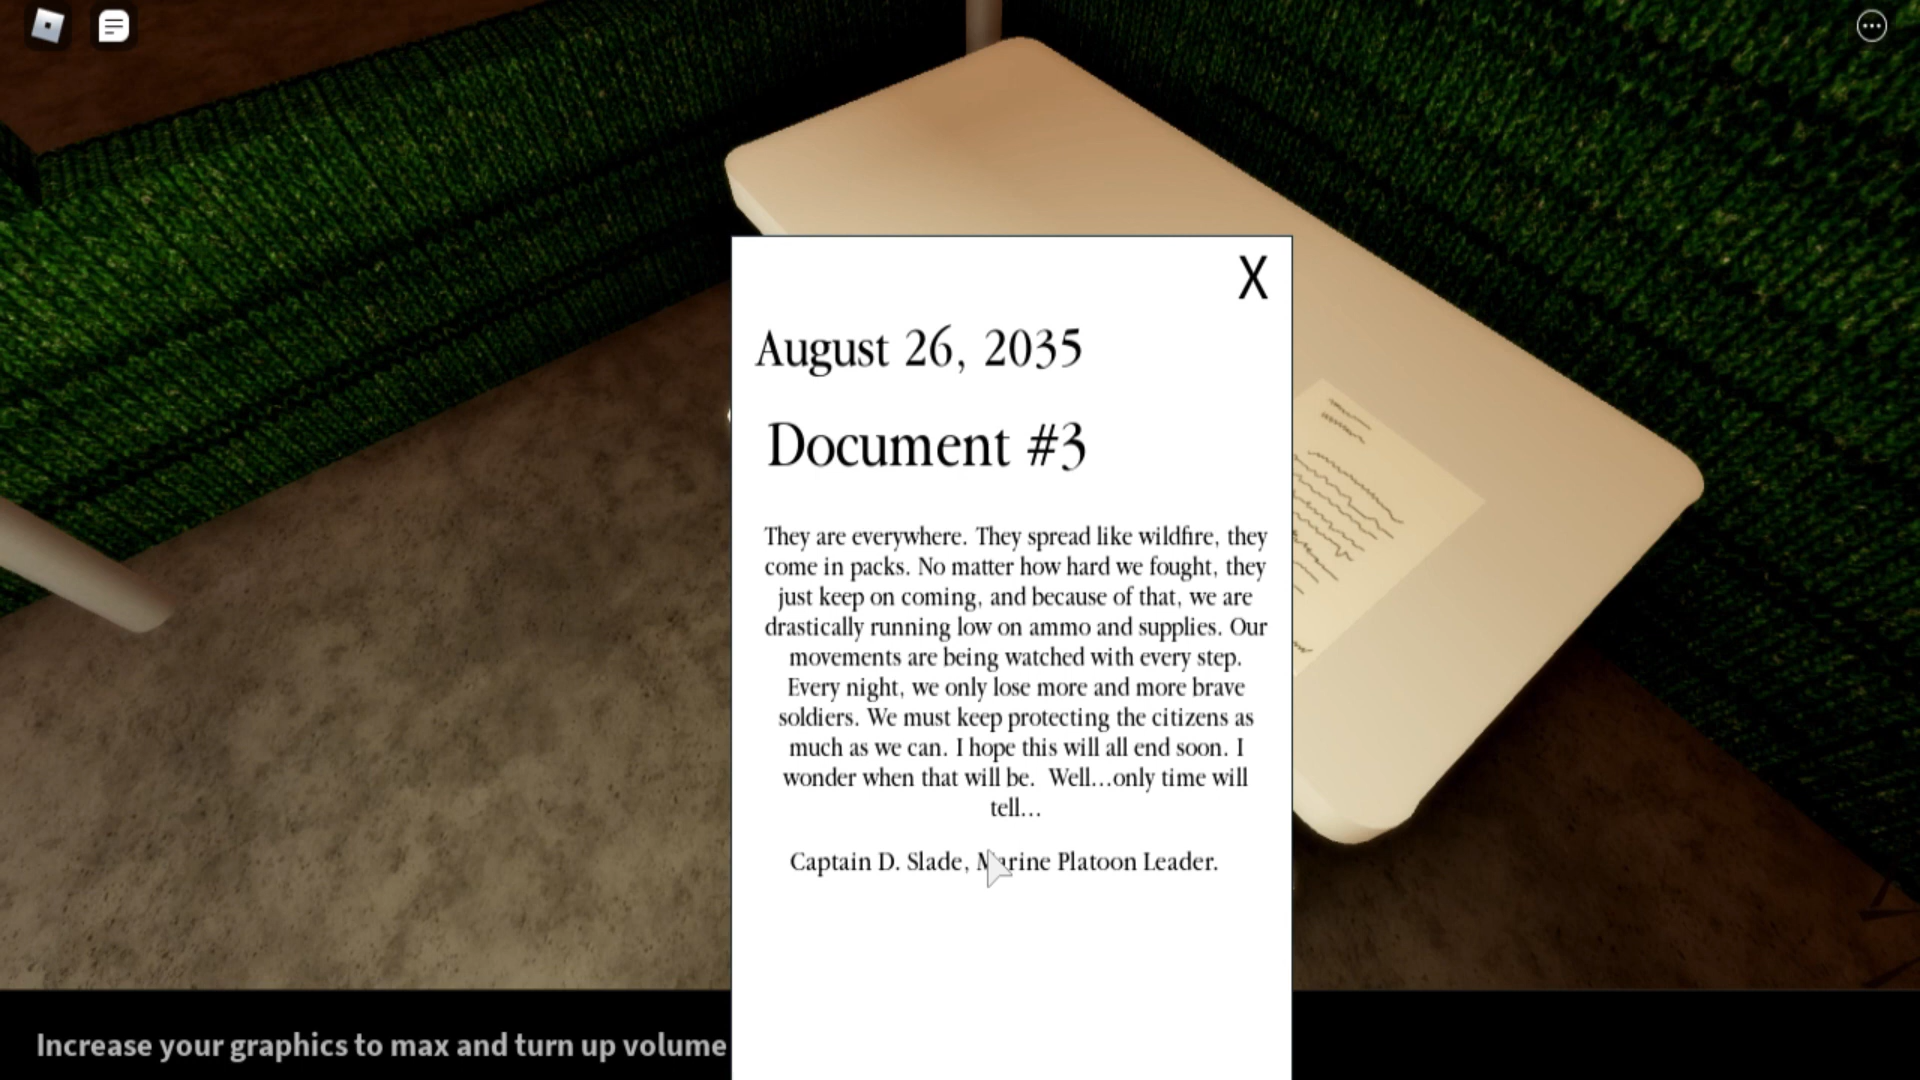 X
August 26, 2035
Document #3
They are everywhere. They spread like wildfire, they
come in packs. No matter how hard we fought, they
just keep on coming, and because of that, we are
drastically running low on ammo and supplies. Our
movements are being watched with every step.
Every night, we only lose more and more brave
soldiers. We must keep protecting the citizens as
much as we can. I hope this will all end soon. I
wonder when that will be.  Well...only time will
tell...
Captain D. Slade, Marine Platoon Leader.
Increase your graphics to max and turn up volume